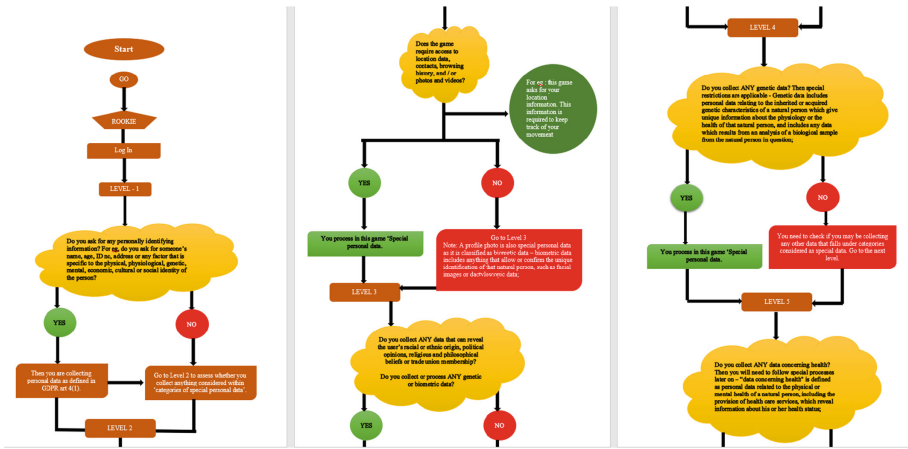 Start
GO
ROOKIE
Log In
LEVEL - 1
Do you ask for any personally identifying
information? For eg, do you ask for someone's
name, age, ID no, address or any factor that is
specific to the physical, physiological, genetic,
mental, economic, cultural or social identity of
the person?
YES
NO
Then you are collecting
personal data as defined in
GDPR, art 4(1).
Go to Level 2 to assess whether you
collect anything considered within
'categories of special personal data'.
LEVEL 2
Does the game
require access to
location data,
contacts, browsing
history, and / or
photos and videos?
For eg: this game
asks for your
location
information. This
information is
required to keep
track of your
movement
YES
NO
You process in this game 'Special
personal data.
Go to Level 3
Note: A profile photo is also special personal data
as it is classified as biometric data – biometric data
includes anything that allow or confirm the unique
identification of that natural person, such as facial
images or dactyloscopic data;
LEVEL 3
Do you collect ANY data that can reveal
the user's racial or ethnic origin, political
opinions, religious and philosophical
beliefs or trade union membership?
Do you collect or process ANY genetic
or biometric data?
YES
NO
LEVEL 4
Do you collect ANY genetic data? Then special
restrictions are applicable - Genetic data includes
personal data relating to the inherited or acquired
genetic characteristics of a natural person which give
unique information about the physiology or the
health of that natural person, and includes any data
which results from an analysis of a biological sample
from the natural person in question;
YES
NO
You process in this game 'Special
personal data.
You need to check if you may be collecting
any other data that falls under categories
considered as special data. Go to the next
level.
LEVEL 5
Do you collect ANY data concerning health?
Then you will need to follow special processes
later on – "data concerning health" is defined
as personal data related to the physical or
mental health of a natural person, including the
provision of health care services, which reveal
information about his or her health status;